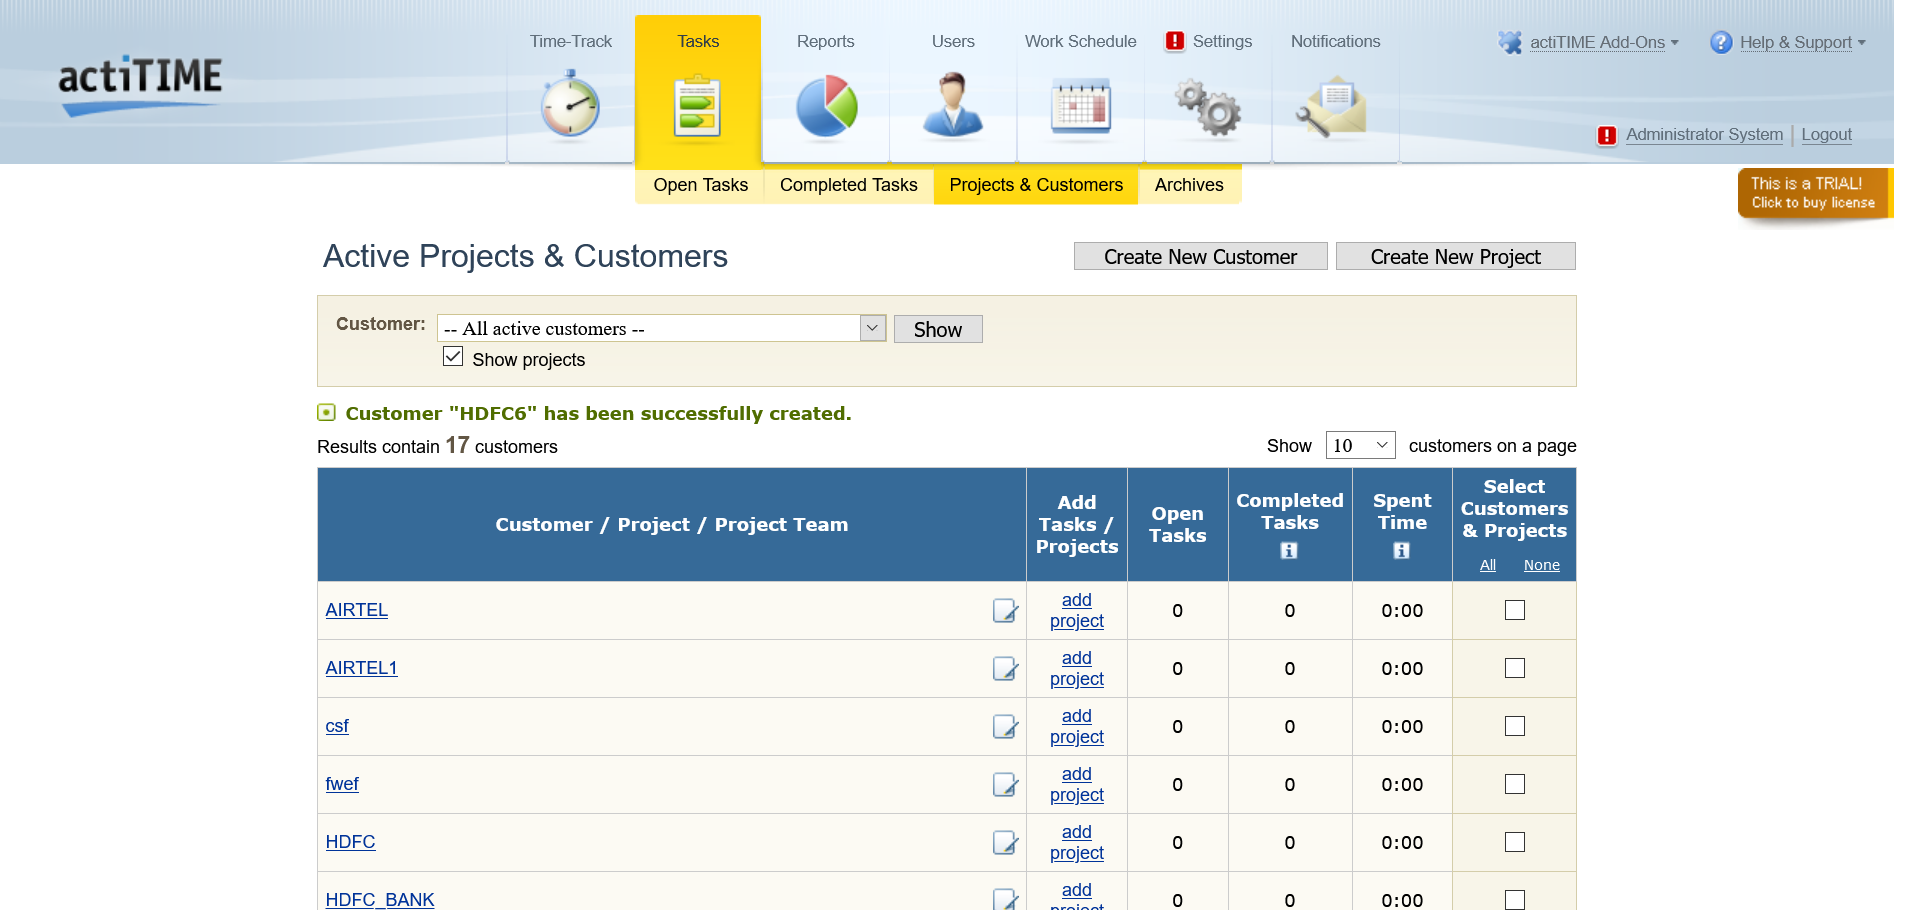 actiTIME
Time-Track
Tasks
Reports
Users
Work Schedule
Settings
Notifications
actiTIME Add-Ons
Help & Support
Administrator System
Logout
Open Tasks
Completed Tasks
Projects & Customers
Archives
This is a TRIAL!
Click to buy license
Active Projects & Customers
Create New Customer
Create New Project
Customer:
-- All active customers --
Show
Show projects
Customer "HDFC6" has been successfully created.
Results contain 17 customers
Show 10 customers on a page
Customer / Project / Project Team
Add
Tasks /
Projects
Open
Tasks
Completed
Tasks
Spent
Time
Select
Customers
& Projects
All None
AIRTEL
add
project
0
0
0:00
AIRTEL1
add
project
0
0
0:00
csf
add
project
0
0
0:00
fwef
add
project
0
0
0:00
HDFC
add
project
0
0
0:00
HDFC_BANK
add
project
0
0
0:00